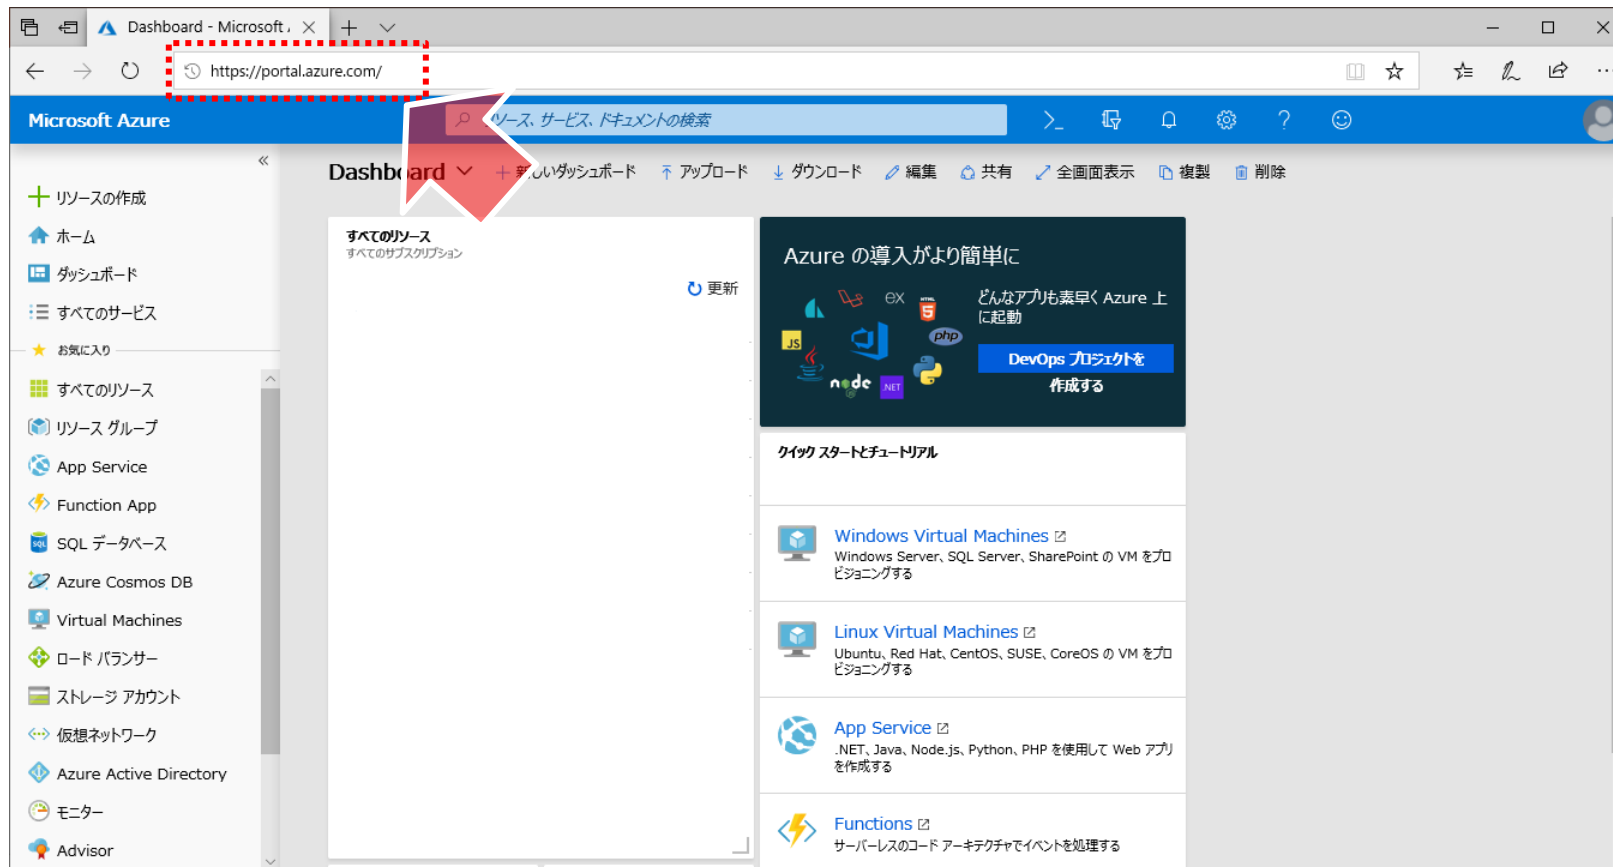 Dashboard - Microsoft
https://portal.azure.com/
Microsoft Azure
リソース、サービス、ドキュメントの検索
Dashboard
新しいダッシュボード
アップロード
ダウンロード
編集
共有
全画面表示
複製
削除
リソースの作成
ホーム
ダッシュボード
すべてのサービス
お気に入り
すべてのリソース
リソース グループ
App Service
Function App
SQL データベース
Azure Cosmos DB
Virtual Machines
ロード バランサー
ストレージ アカウント
仮想ネットワーク
Azure Active Directory
モニター
Advisor
すべてのリソース
すべてのサブスクリプション
更新
Azure の導入がより簡単に
ex
HTML
5
JS
php
node
.NET
どんなアプリも素早く Azure 上
に起動
DevOps プロジェクトを
作成する
クイック スタートとチュートリアル
Windows Virtual Machines
Windows Server、SQL Server、SharePoint の VM をプロ
ビジョニングする
Linux Virtual Machines
Ubuntu、Red Hat、CentOS、SUSE、CoreOS の VM をプロ
ビジョニングする
App Service
.NET、Java、Node.js、Python、PHP を使用して Web アプリ
を作成する
Functions
サーバーレスのコード アーキテクチャでイベントを処理する